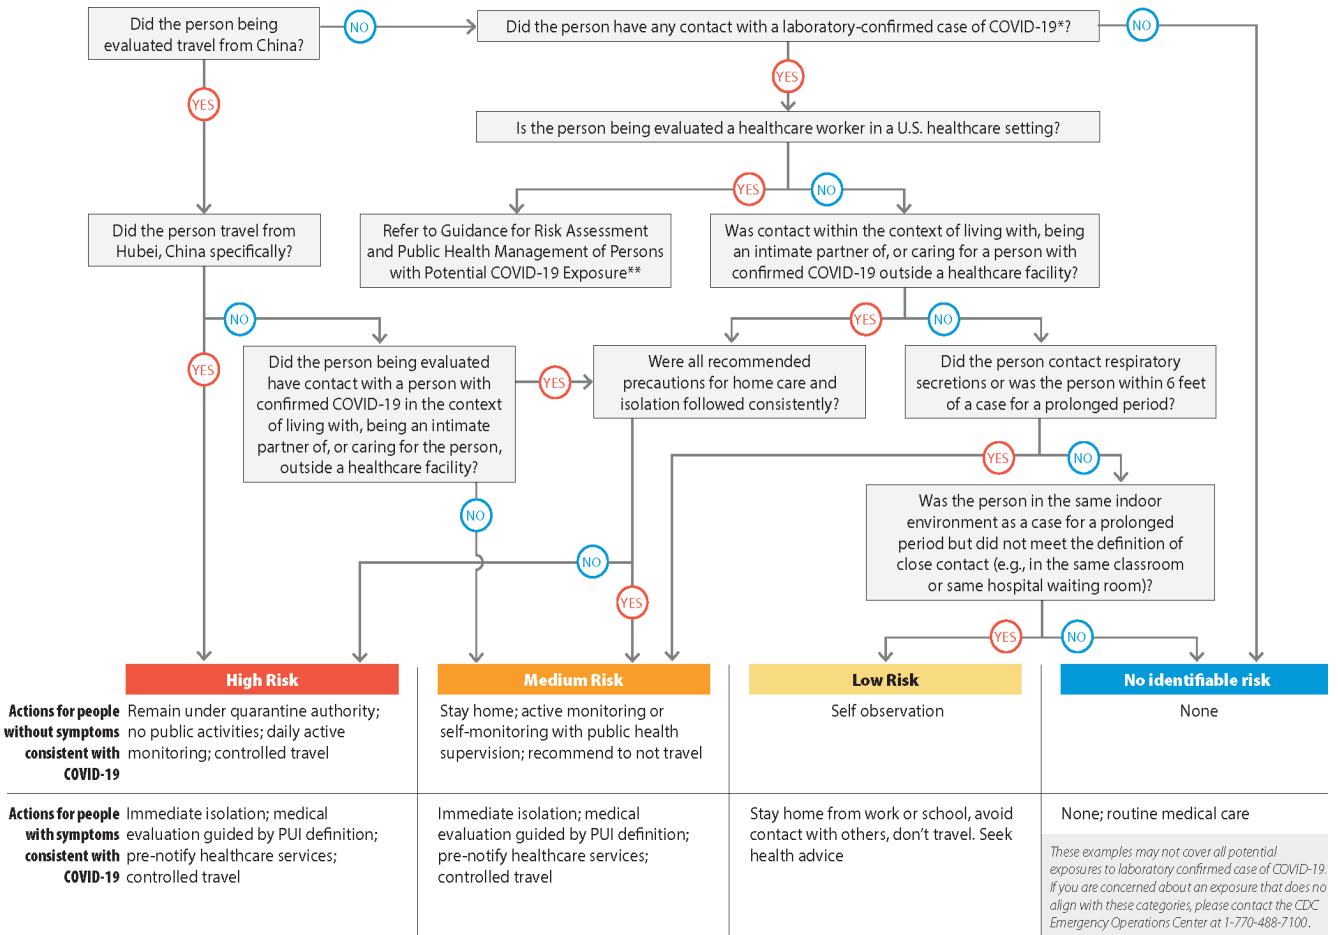 Did the person being
evaluated travel from China?
NO
Did the person have any contact with a laboratory-confirmed case of COVID-19*?
NO
YES
YES
Is the person being evaluated a healthcare worker in a U.S. healthcare setting?
YES
NO
Did the person travel from
Hubei, China specifically?
Refer to Guidance for Risk Assessment
and Public Health Management of Persons
with Potential COVID-19 Exposure**
Was contact within the context of living with, being
an intimate partner of, or caring for a person with
confirmed COVID-19 outside a healthcare facility?
NO
YES
YES
NO
Did the person being evaluated
have contact with a person with
confirmed COVID-19 in the context
of living with, being an intimate
partner of, or caring for the person,
outside a healthcare facility?
YES
Were all recommended
precautions for home care and
isolation followed consistently?
Did the person contact respiratory
secretions or was the person within 6 feet
of a case for a prolonged period?
YES
NO
NO
Was the person in the same indoor
environment as a case for a prolonged
period but did not meet the definition of
close contact (e.g., in the same classroom
or same hospital waiting room)?
NO
YES
YES
NO
High Risk
Medium Risk
Low Risk
No identifiable risk
Actions for people
without symptoms
consistent with
COVID-19
Remain under quarantine authority;
no public activities; daily active
monitoring; controlled travel
Stay home; active monitoring or
self-monitoring with public health
supervision; recommend to not travel
Self observation
None
Actions for people
with symptoms
consistent with
COVID-19
Immediate isolation; medical
evaluation guided by PUI definition;
pre-notify healthcare services;
controlled travel
Immediate isolation; medical
evaluation guided by PUI definition;
pre-notify healthcare services;
controlled travel
Stay home from work or school, avoid
contact with others, don't travel. Seek
health advice
None; routine medical care
These examples may not cover all potential
exposures to laboratory confirmed case of COVID-19.
If you are concerned about an exposure that does no
align with these categories, please contact the CDC
Emergency Operations Center at 1-770-488-7100.